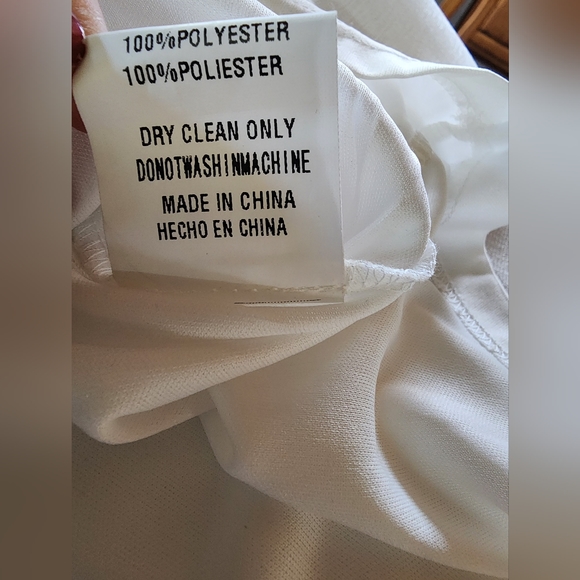 100%POLYESTER
100%POLIESTER
DRY CLEAN ONLY
DONOTWASHINMACHINE
MADE IN CHINA
HECHO EN CHINA